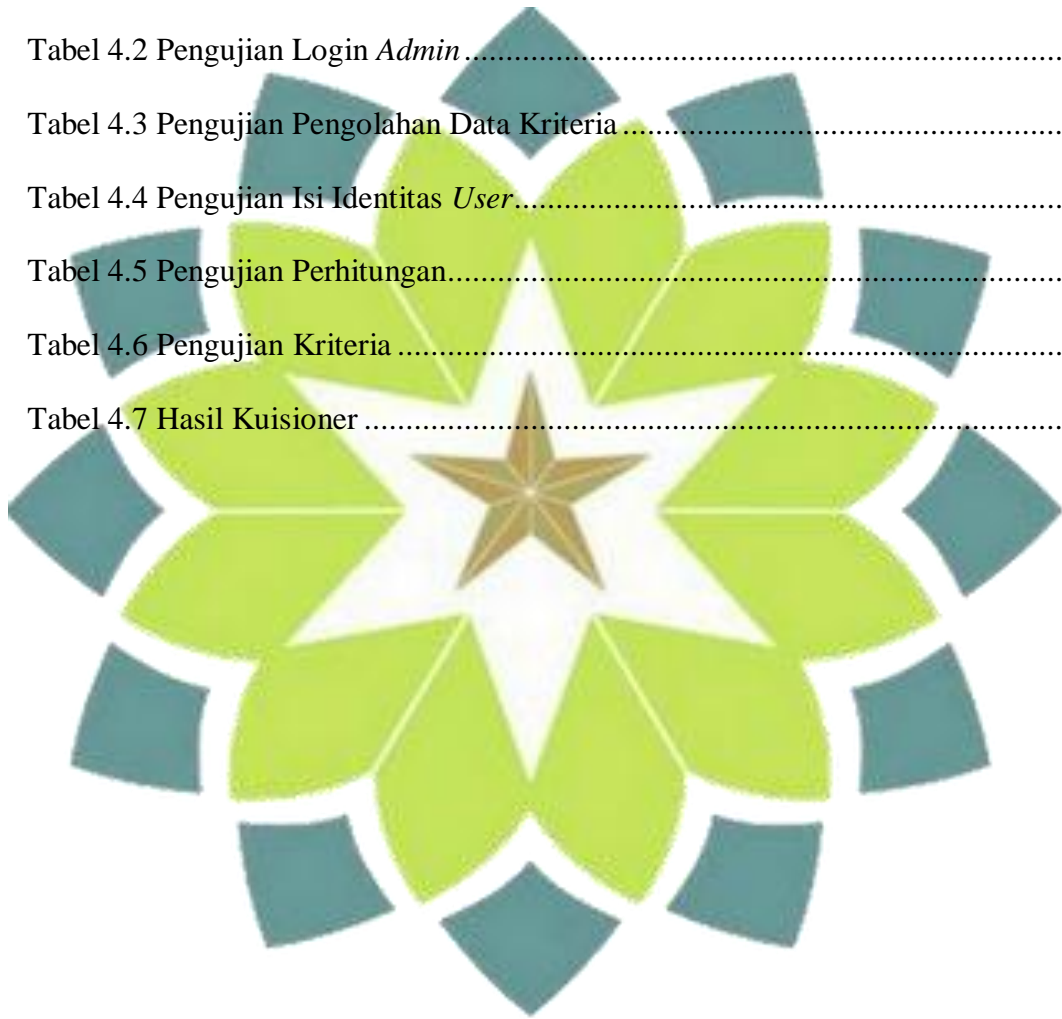 Tabel 4.2 Pengujian Login Admin..........................................................................
Tabel 4.3 Pengujian Pengolahan Data Kriteria.......................................................
Tabel 4.4 Pengujian Isi Identitas User....................................................................
Tabel 4.5 Pengujian Perhitungan............................................................................
Tabel 4.6 Pengujian Kriteria..................................................................................
Tabel 4.7 Hasil Kuisioner......................................................................................